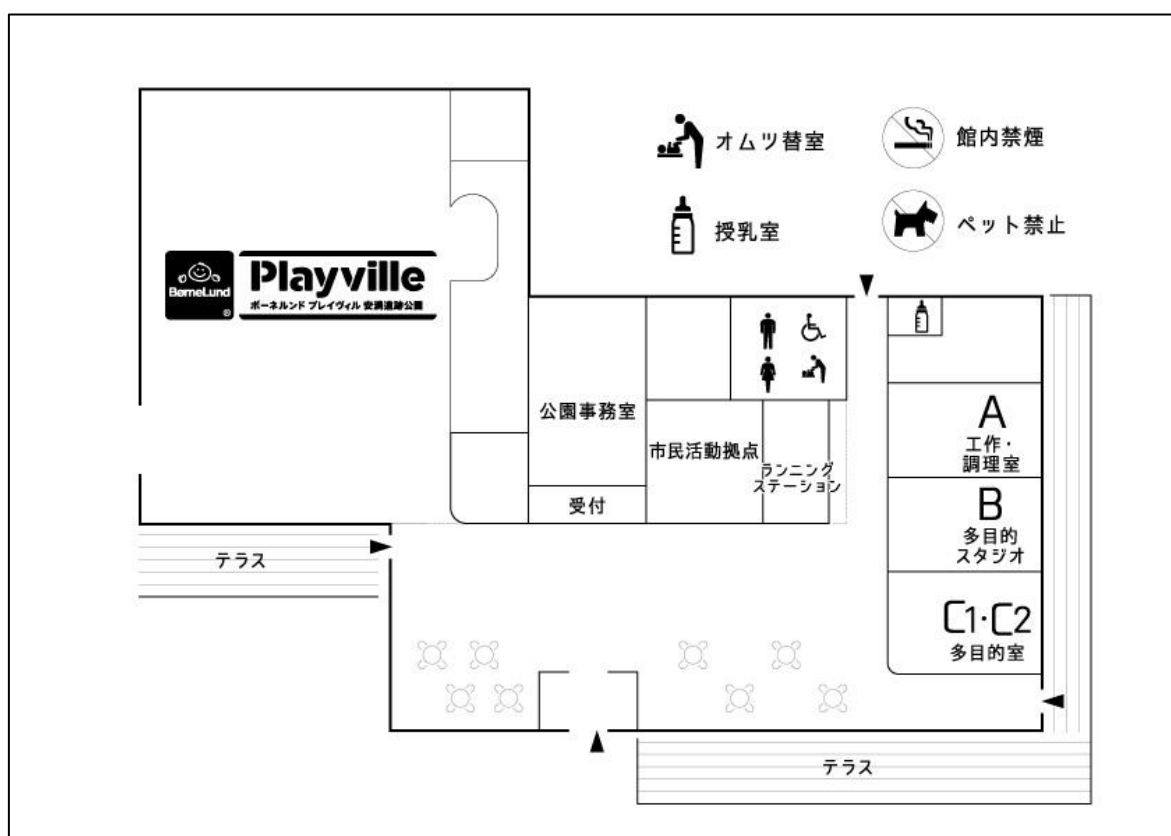 オムツ替室
館内禁煙
授乳室
ペット禁止
BørneLund
®
Playville
ボーネルンド プレイヴィル 安満遺跡公園
公園事務室
受付
市民活動拠点
ランニング
ステーション
A
工作・
調理室
B
多目的
スタジオ
C1・C2
多目的室
テラス
テラス